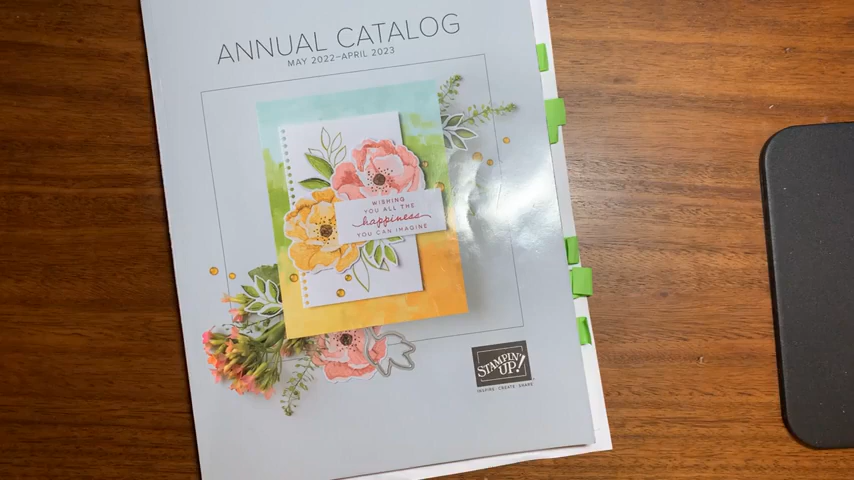 ANNUAL CATALOG
MAY 2022–APRIL 2023
WISHING
YOU ALL THE
happiness
YOU CAN IMAGINE
STAMPIN'
UP!
INSPIRE. CREATE. SHARE.